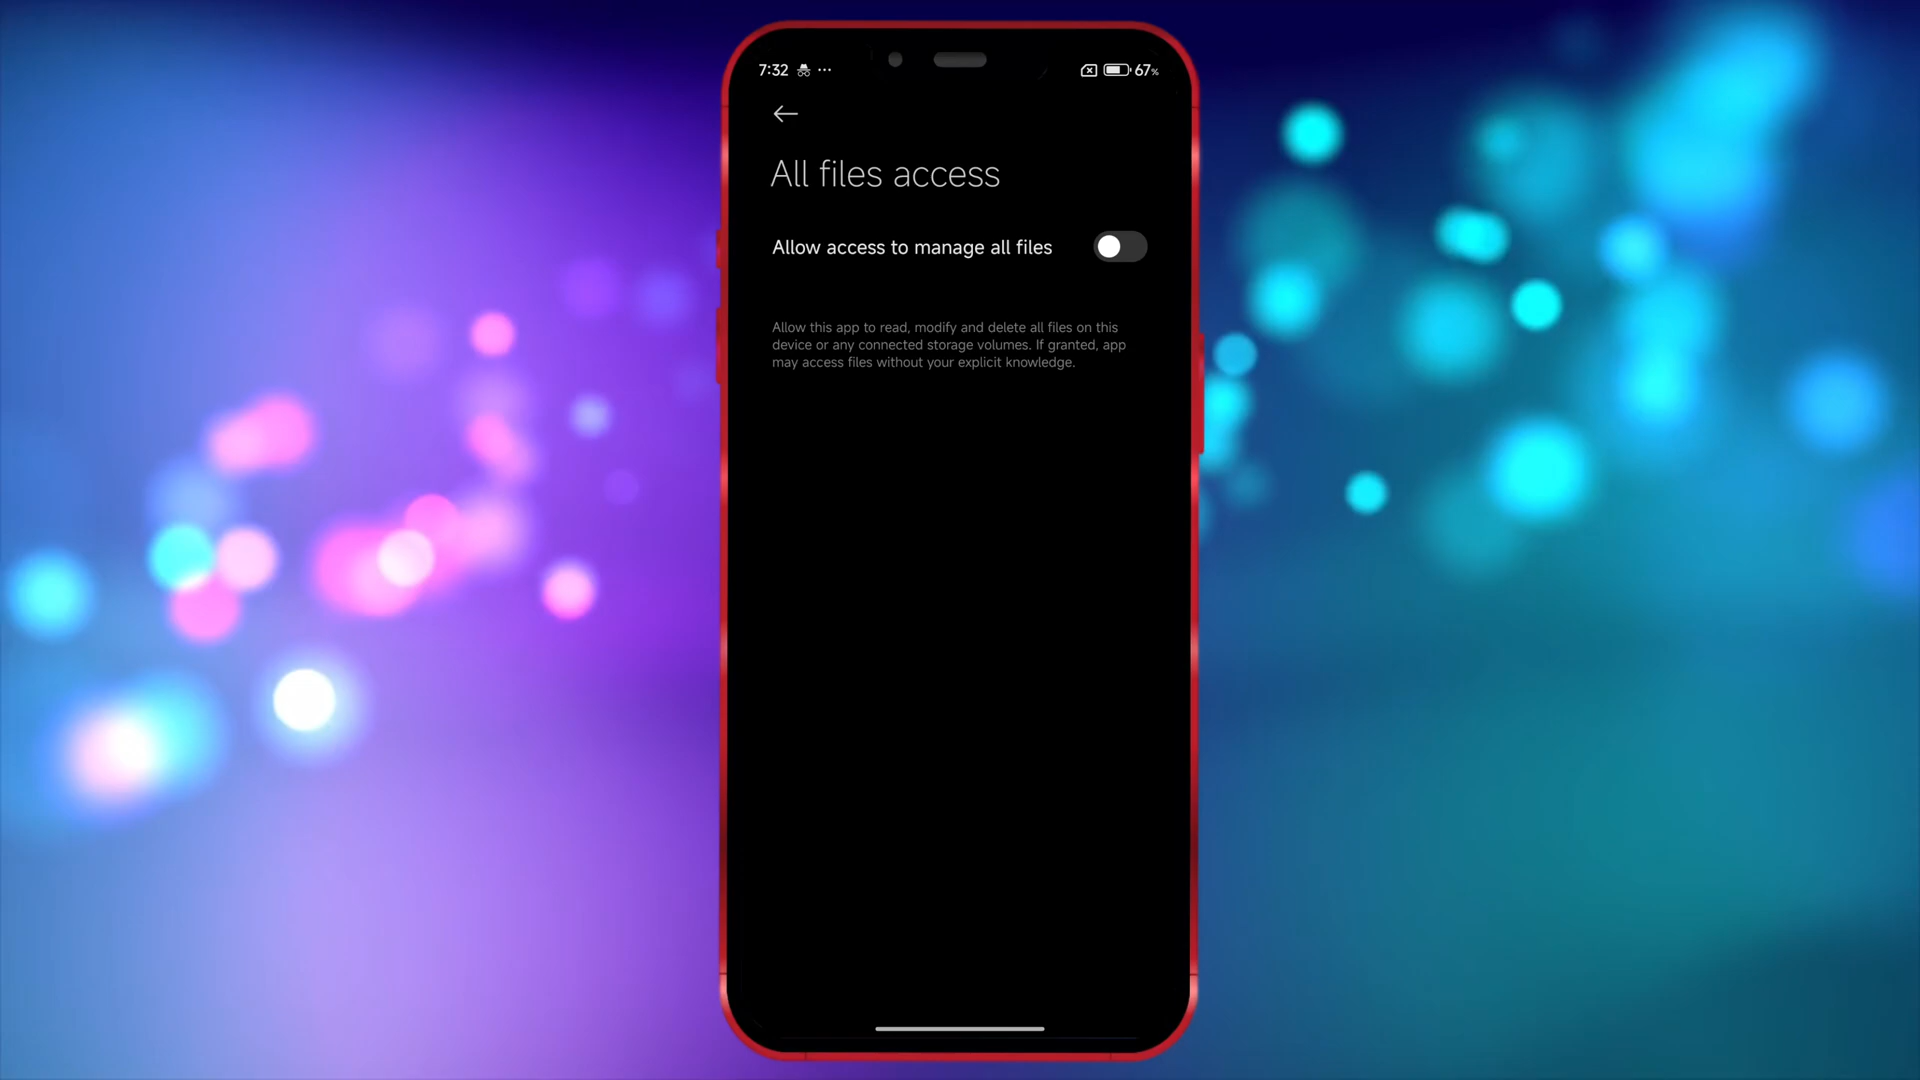 7:32 ... 67%
All files access
Allow access to manage all files
Allow this app to read, modify and delete all files on this
device or any connected storage volumes. If granted, app
may access files without your explicit knowledge.